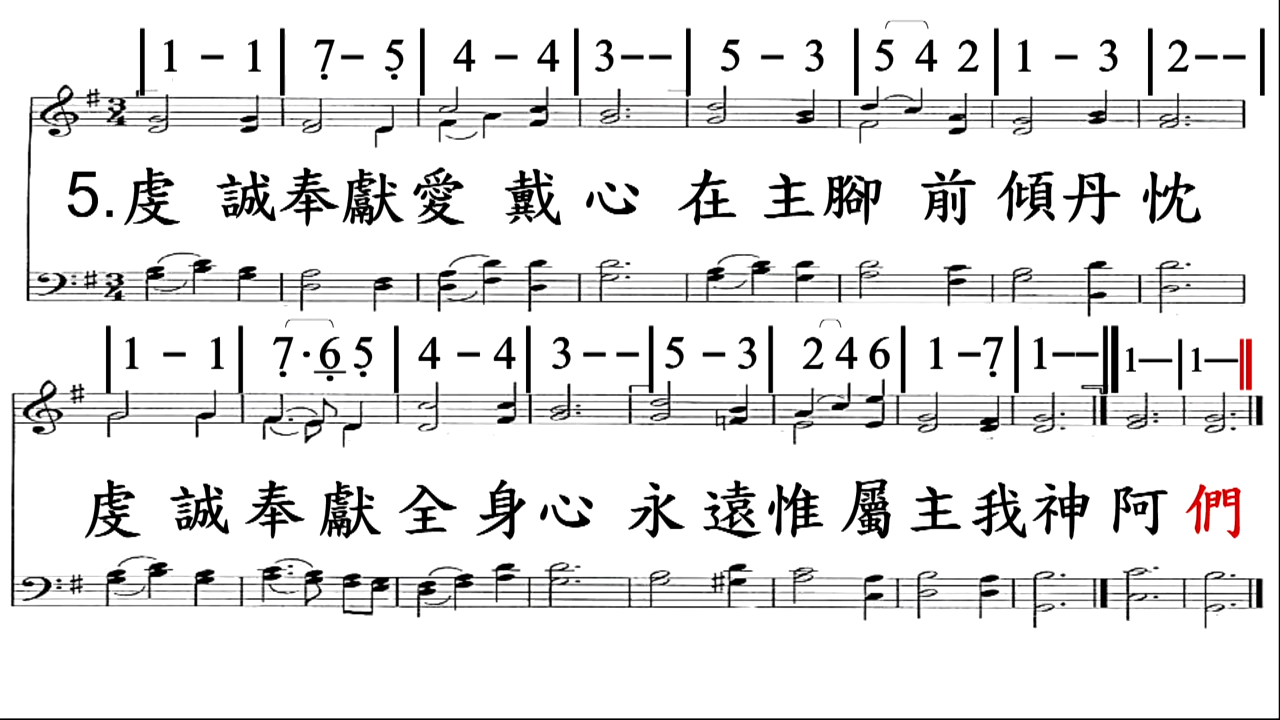 | 1 – 1 | 7̣ – 5̣ | 4 – 4 | 3 – – | 5 – 3 | 5 4 2 | 1 – 3 | 2 – – |
5.虔 誠奉獻愛 戴 心 在 主腳 前 傾丹忱
| 1 – 1 | 7̣ · 6̣ 5̣ | 4 – 4 | 3 – – | 5 – 3 | 2 4 6 | 1 – 7̣ | 1 – – ‖ 1 — | 1 — ‖
虔 誠 奉 獻 全 身心 永 遠惟 屬 主我神 阿 們